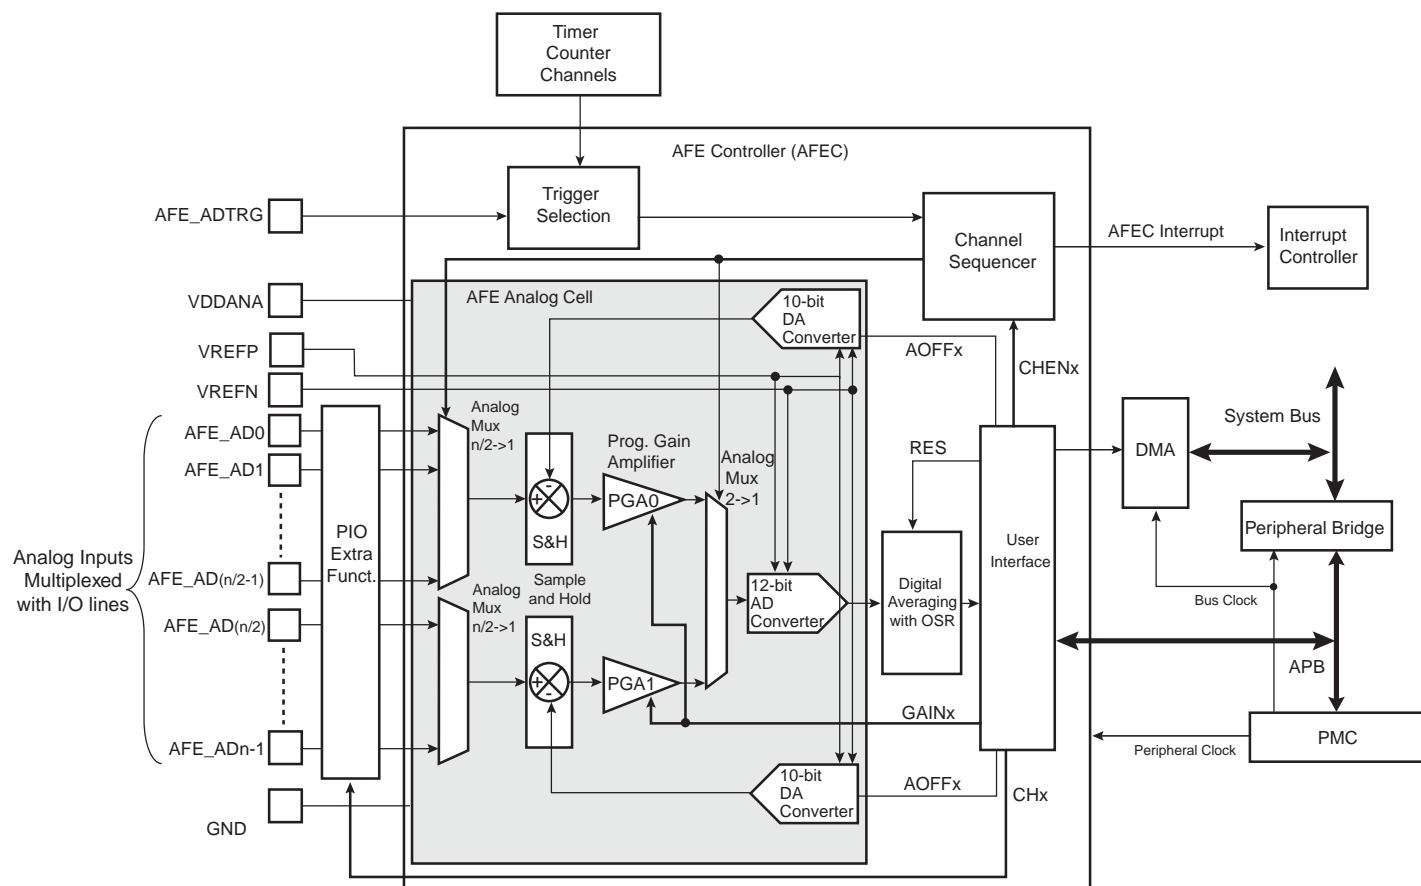 Timer
Counter
Channels
AFE Controller (AFEC)
Trigger
Selection
AFE_ADTRG
Channel
Sequencer
AFEC Interrupt
Interrupt
Controller
VDDANA
AFE Analog Cell
10-bit
DA
Converter
VREFP
AOFFx
CHENx
VREFN
Analog
Mux
n/2->1
AFE_AD0
AFE_AD1
Prog. Gain
Amplifier
Analog
Mux
2->1
RES
DMA
System Bus
PGA0
S&H
PIO
Extra
Funct.
User
Interface
Peripheral Bridge
Analog Inputs
Multiplexed
with I/O lines
AFE_AD(n/2-1)
Sample
and Hold
12-bit
AD
Converter
Digital
Averaging
with OSR
Bus Clock
AFE_AD(n/2)
Analog
Mux
n/2->1
S&H
PGA1
APB
GAINx
AFE_ADn-1
Peripheral Clock
PMC
10-bit
DA
Converter
AOFFx
CHx
GND